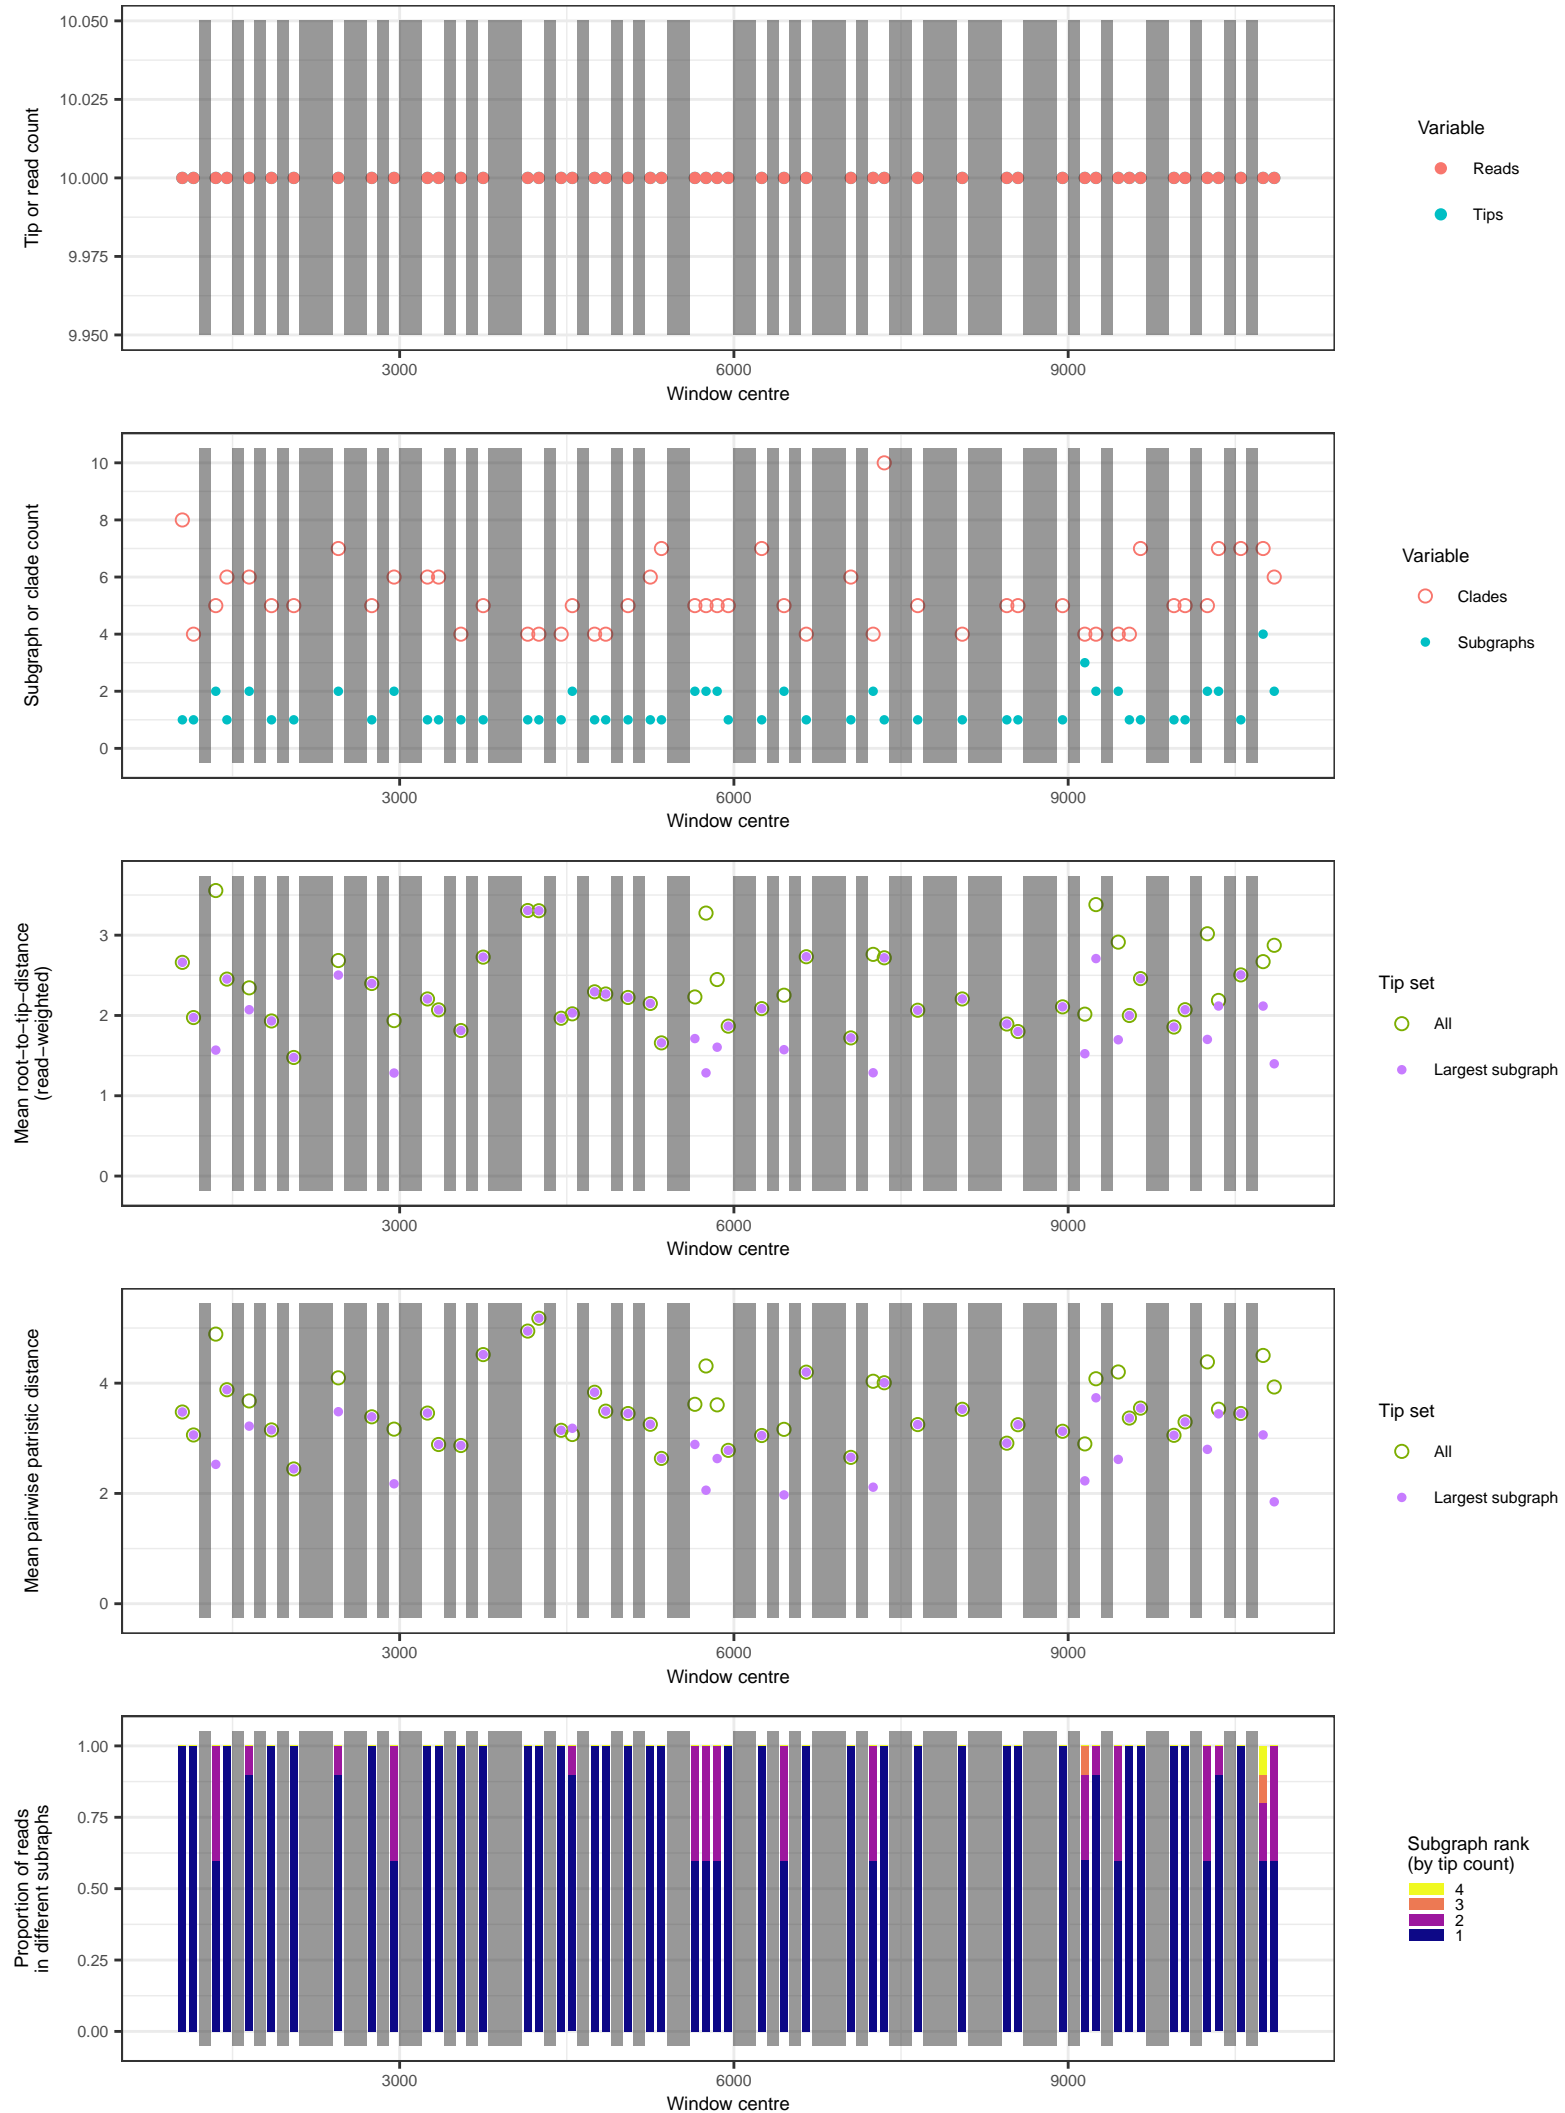 10.050
10.025
10.000
9.975
9.950
Tip or read count
3000
6000
9000
Window centre
Variable
Reads
Tips
10
8
6
4
2
0
Subgraph or clade count
3000
6000
9000
Window centre
Variable
Clades
Subgraphs
3
2
1
0
Mean root−to−tip−distance
(read−weighted)
3000
6000
9000
Window centre
Tip set
All
Largest subgraph
4
2
0
Mean pairwise patristic distance
3000
6000
9000
Window centre
Tip set
All
Largest subgraph
1.00
0.75
0.50
0.25
0.00
Proportion of reads
in different subraphs
3000
6000
9000
Window centre
Subgraph rank
(by tip count)
4
3
2
1